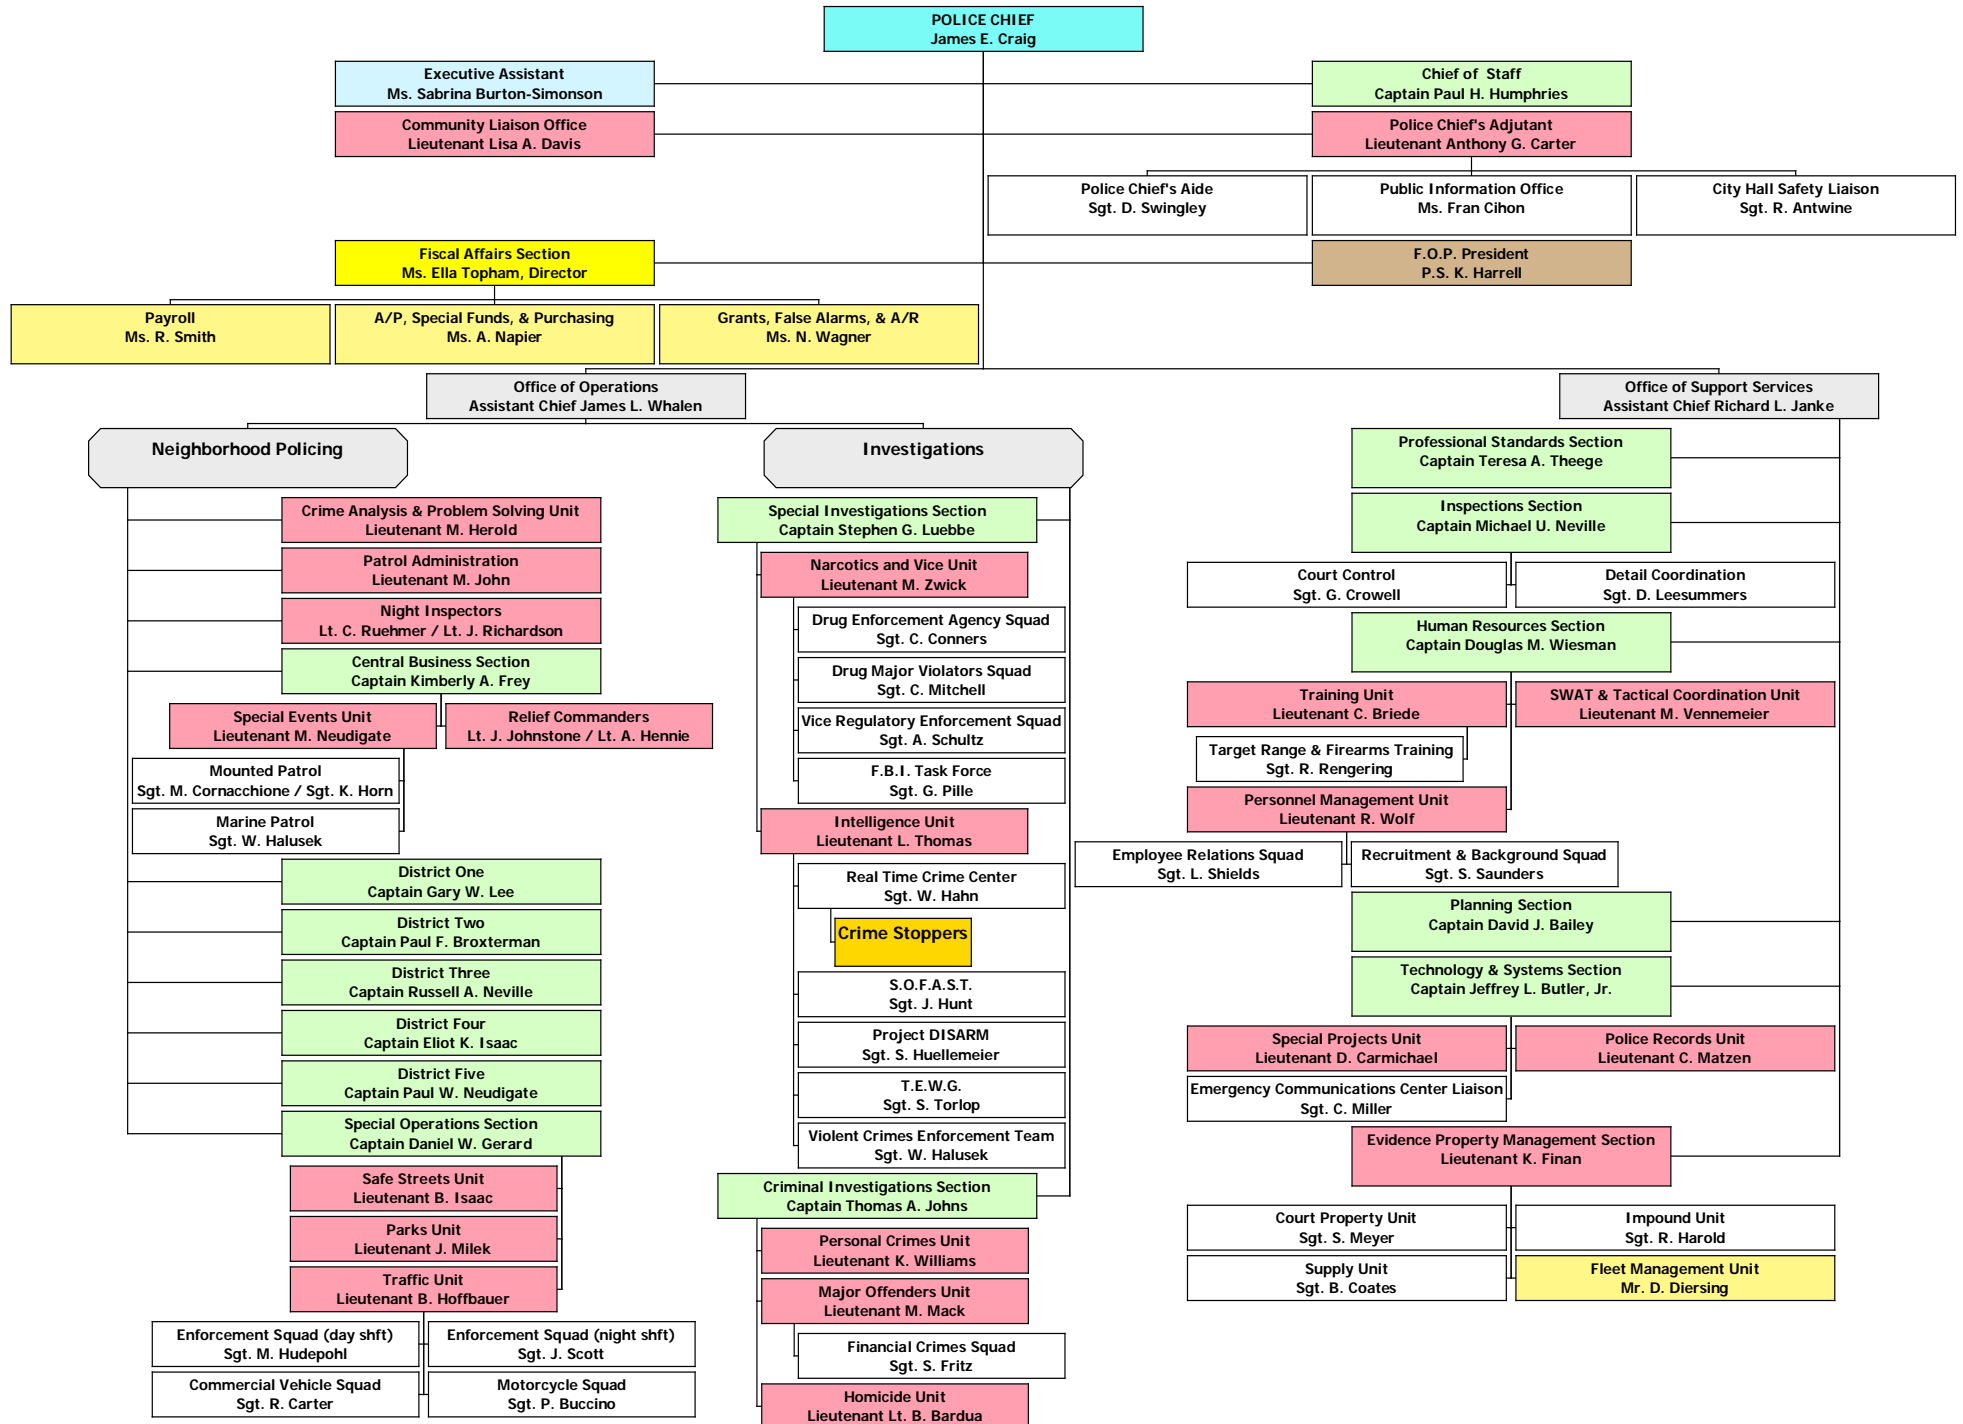 POLICE CHIEF
James E. Craig
Executive Assistant
Ms. Sabrina Burton-Simonson
Chief of  Staff
Captain Paul H. Humphries
Community Liaison Office
Lieutenant Lisa A. Davis
Police Chief's Adjutant
Lieutenant Anthony G. Carter
Police Chief's Aide
Sgt. D. Swingley
Public Information Office
Ms. Fran Cihon
City Hall Safety Liaison
Sgt. R. Antwine
Fiscal Affairs Section
Ms. Ella Topham, Director
F.O.P. President
P.S. K. Harrell
Payroll
Ms. R. Smith
A/P, Special Funds, & Purchasing
Ms. A. Napier
Grants, False Alarms, & A/R
Ms. N. Wagner
Office of Operations
Assistant Chief James L. Whalen
Office of Support Services
Assistant Chief Richard L. Janke
Neighborhood Policing
Crime Analysis & Problem Solving Unit
Lieutenant M. Herold
Patrol Administration
Lieutenant M. John
Night Inspectors
Lt. C. Ruehmer / Lt. J. Richardson
Central Business Section
Captain Kimberly A. Frey
Special Events Unit
Lieutenant M. Neudigate
Relief Commanders
Lt. J. Johnstone / Lt. A. Hennie
Mounted Patrol
Sgt. M. Cornacchione / Sgt. K. Horn
Marine Patrol
Sgt. W. Halusek
District One
Captain Gary W. Lee
District Two
Captain Paul F. Broxterman
District Three
Captain Russell A. Neville
District Four
Captain Eliot K. Isaac
District Five
Captain Paul W. Neudigate
Special Operations Section
Captain Daniel W. Gerard
Safe Streets Unit
Lieutenant B. Isaac
Parks Unit
Lieutenant J. Milek
Traffic Unit
Lieutenant B. Hoffbauer
Enforcement Squad (day shft)
Sgt. M. Hudepohl
Enforcement Squad (night shft)
Sgt. J. Scott
Commercial Vehicle Squad
Sgt. R. Carter
Motorcycle Squad
Sgt. P. Buccino
Investigations
Special Investigations Section
Captain Stephen G. Luebbe
Narcotics and Vice Unit
Lieutenant M. Zwick
Drug Enforcement Agency Squad
Sgt. C. Conners
Drug Major Violators Squad
Sgt. C. Mitchell
Vice Regulatory Enforcement Squad
Sgt. A. Schultz
F.B.I. Task Force
Sgt. G. Pille
Intelligence Unit
Lieutenant L. Thomas
Real Time Crime Center
Sgt. W. Hahn
Crime Stoppers
S.O.F.A.S.T.
Sgt. J. Hunt
Project DISARM
Sgt. S. Huellemeier
T.E.W.G.
Sgt. S. Torlop
Violent Crimes Enforcement Team
Sgt. W. Halusek
Criminal Investigations Section
Captain Thomas A. Johns
Personal Crimes Unit
Lieutenant K. Williams
Major Offenders Unit
Lieutenant M. Mack
Financial Crimes Squad
Sgt. S. Fritz
Homicide Unit
Lieutenant Lt. B. Bardua
Professional Standards Section
Captain Teresa A. Theege
Inspections Section
Captain Michael U. Neville
Court Control
Sgt. G. Crowell
Detail Coordination
Sgt. D. Leesummers
Human Resources Section
Captain Douglas M. Wiesman
Training Unit
Lieutenant C. Briede
SWAT & Tactical Coordination Unit
Lieutenant M. Vennemeier
Target Range & Firearms Training
Sgt. R. Rengering
Personnel Management Unit
Lieutenant R. Wolf
Employee Relations Squad
Sgt. L. Shields
Recruitment & Background Squad
Sgt. S. Saunders
Planning Section
Captain David J. Bailey
Technology & Systems Section
Captain Jeffrey L. Butler, Jr.
Special Projects Unit
Lieutenant D. Carmichael
Police Records Unit
Lieutenant C. Matzen
Emergency Communications Center Liaison
Sgt. C. Miller
Evidence Property Management Section
Lieutenant K. Finan
Court Property Unit
Sgt. S. Meyer
Impound Unit
Sgt. R. Harold
Supply Unit
Sgt. B. Coates
Fleet Management Unit
Mr. D. Diersing